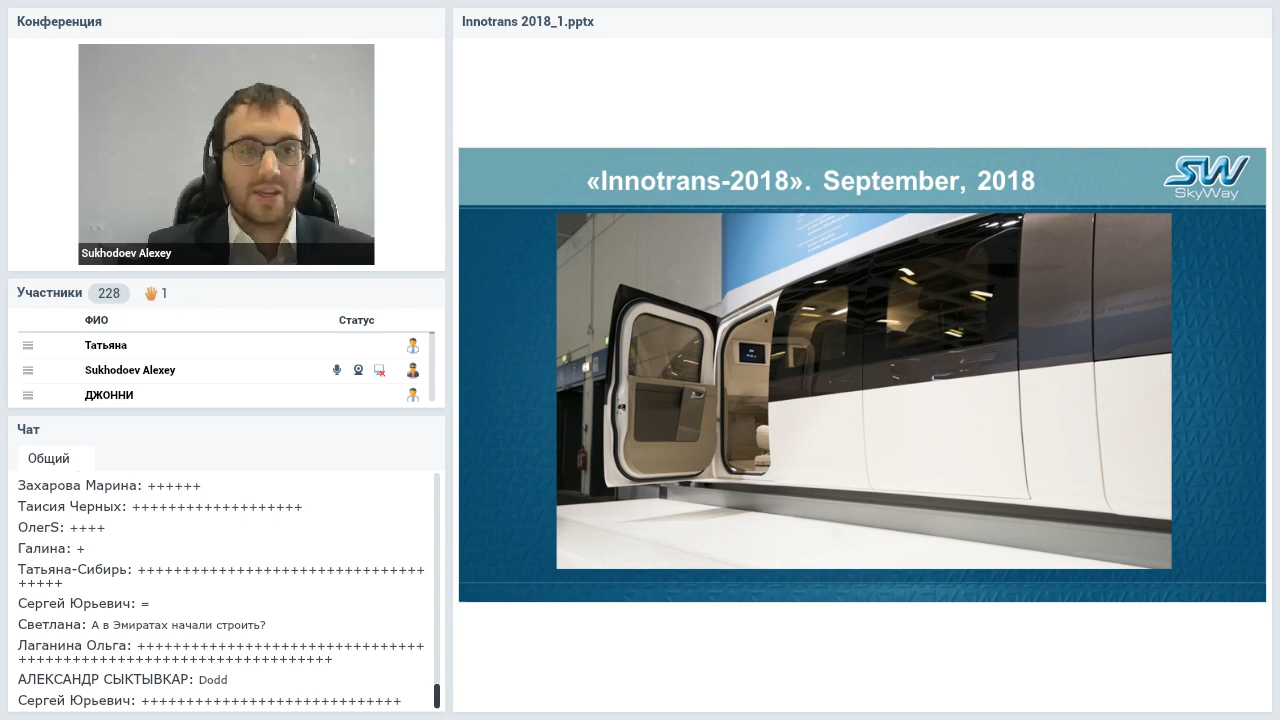 Конференция
Sukhodoev Alexey
Участники 228 1
ФИО Статус
Татьяна
Sukhodoev Alexey
ДЖОННИ
Чат
Общий
Захарова Марина: ++++++
Таисия Черных: +++++++++++++++++++
ОлегS: ++++
Галина: +
Татьяна-Сибирь: ++++++++++++++++++++++++++++++++
+++++
Сергей Юрьевич: =
Светлана: А в Эмиратах начали строить?
Лаганина Ольга: ++++++++++++++++++++++++++++++++
+++++++++++++++++++++++++++++++++++
АЛЕКСАНДР СЫКТЫВКАР: Dodd
Сергей Юрьевич: +++++++++++++++++++++++++++++
Innotrans 2018_1.pptx
«Innotrans-2018». September, 2018
SW
SkyWay